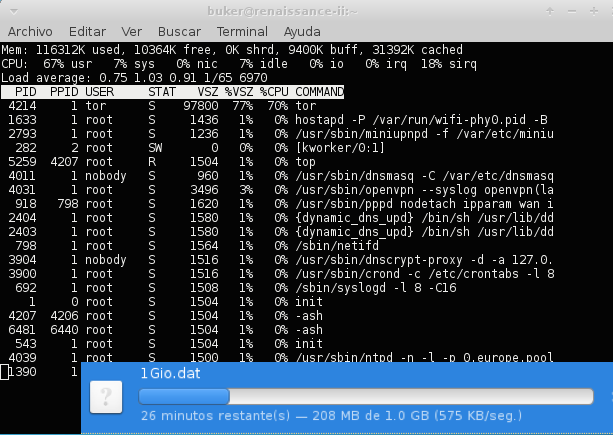 buker@renaissance-ii:~
Archivo Editar Ver Buscar Terminal Ayuda
Mem: 116312K used, 10364K free, 0K shrd, 9400K buff, 31392K cached
CPU:  67% usr   7% sys   0% nic   7% idle   0% io   0% irq  18% sirq
Load average: 0.75 1.03 0.91 1/65 6970
  PID  PPID USER     STAT   VSZ %VSZ %CPU COMMAND
 4214     1 tor      S    97800  77%  70% tor
 1633     1 root     S     1436   1%   0% hostapd -P /var/run/wifi-phy0.pid -B
 2793     1 root     S     1236   1%   0% /usr/sbin/miniupnpd -f /var/etc/miniu
  282     2 root     SW       0   0%   0% [kworker/0:1]
 5259  4207 root     R     1504   1%   0% top
 4011     1 nobody   S      960   1%   0% /usr/sbin/dnsmasq -C /var/etc/dnsmasq
 4031     1 root     S     3496   3%   0% /usr/sbin/openvpn --syslog openvpn(la
  918   798 root     S     1620   1%   0% /usr/sbin/pppd nodetach ipparam wan i
 2404     1 root     S     1580   1%   0% {dynamic_dns_upd} /bin/sh /usr/lib/dd
 2403     1 root     S     1580   1%   0% {dynamic_dns_upd} /bin/sh /usr/lib/dd
  798     1 root     S     1564   1%   0% /sbin/netifd
 3904     1 nobody   S     1516   1%   0% /usr/sbin/dnscrypt-proxy -d -a 127.0.
 3900     1 root     S     1516   1%   0% /usr/sbin/crond -c /etc/crontabs -l 8
  692     1 root     S     1508   1%   0% /sbin/syslogd -l 8 -C16
    1     0 root     S     1504   1%   0% init
 4207  4206 root     S     1504   1%   0% -ash
 6481  6440 root     S     1504   1%   0% -ash
  543     1 root     S     1504   1%   0% init
 4039     1 root     S     1500   1%   0% /usr/sbin/ntpd -n -l -p 0.europe.pool
 1390     1
1Gio.dat
26 minutos restante(s) — 208 MB de 1.0 GB (575 KB/seg.)